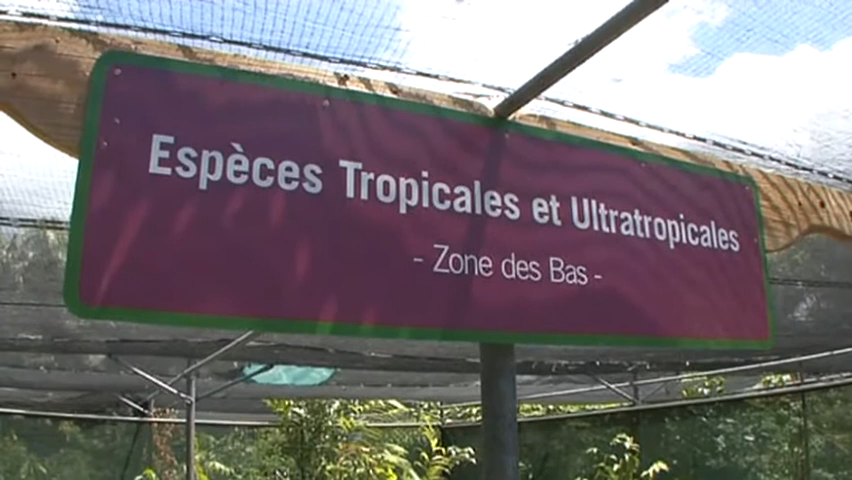 Espèces Tropicales et Ultratropicales
- Zone des Bas -